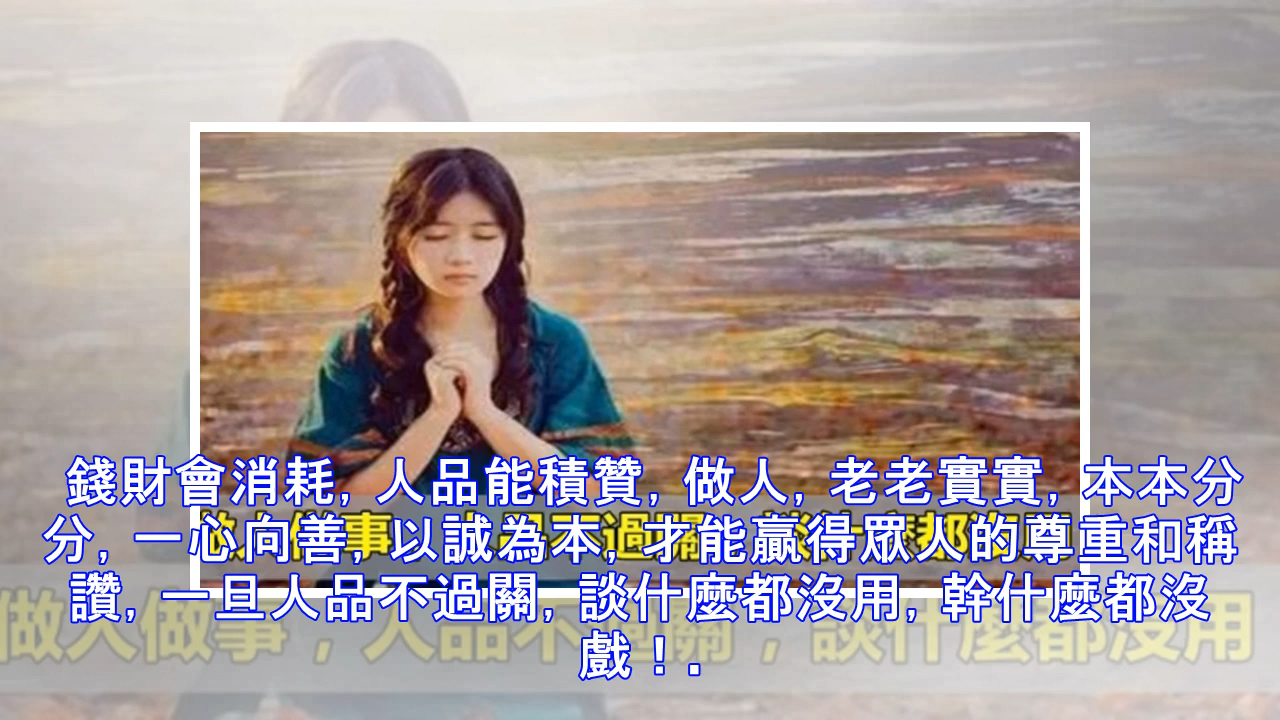 錢財會消耗, 人品能積贊, 做人, 老老實實, 本本分
分, 一心向善, 以誠為本, 才能贏得眾人的尊重和稱
讚, 一旦人品不過關, 談什麼都沒用, 幹什麼都沒
戲！.
做人做事，人品不過關，談什麼都沒用